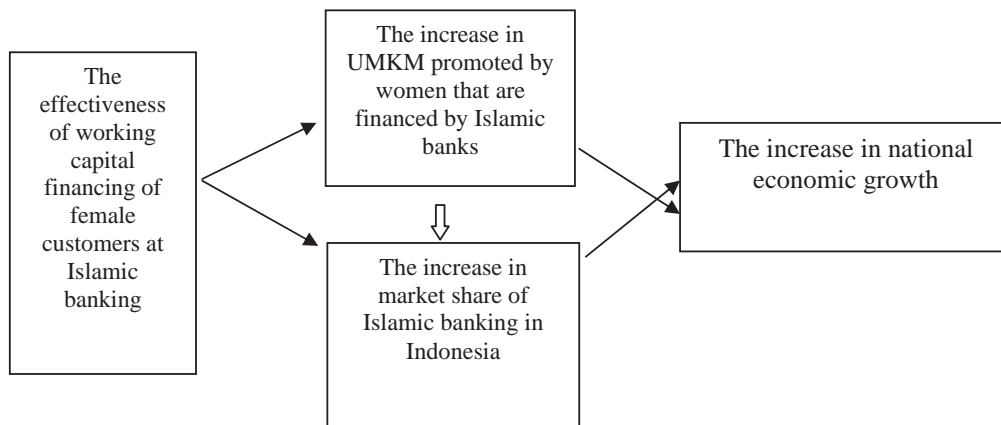 The
effectiveness
of working
capital
financing of
female
customers at
Islamic
banking
The increase in
UMKM promoted by
women that are
financed by Islamic
banks
The increase in
market share of
Islamic banking in
Indonesia
The increase in national
economic growth